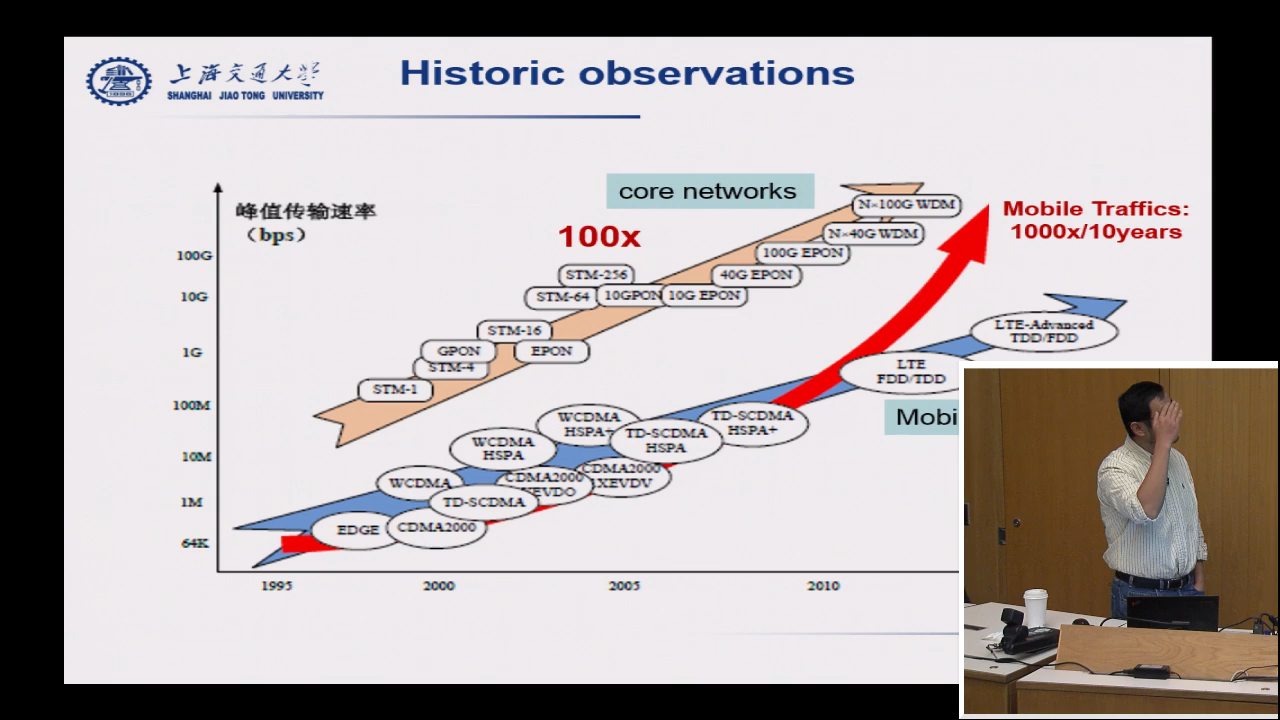 上海交通大学
SHANGHAI JIAO TONG UNIVERSITY
Historic observations
峰值传输速率
（bps）
core networks
100x
Mobile Traffics:
1000x/10years
N×100G WDM
N×40G WDM
100G EPON
40G EPON
STM-256
STM-64
10GPON
10G EPON
STM-16
GPON
EPON
STM-4
STM-1
LTE-Advanced
TDD/FDD
LTE
FDD/TDD
Mobi
WCDMA
HSPA+
TD-SCDMA
HSPA+
TD-SCDMA
HSPA
WCDMA
HSPA
CDMA2000
1XEVDV
CDMA2000
XEVDO
WCDMA
TD-SCDMA
EDGE
CDMA2000
100G
10G
1G
100M
10M
1M
64K
1995
2000
2005
2010